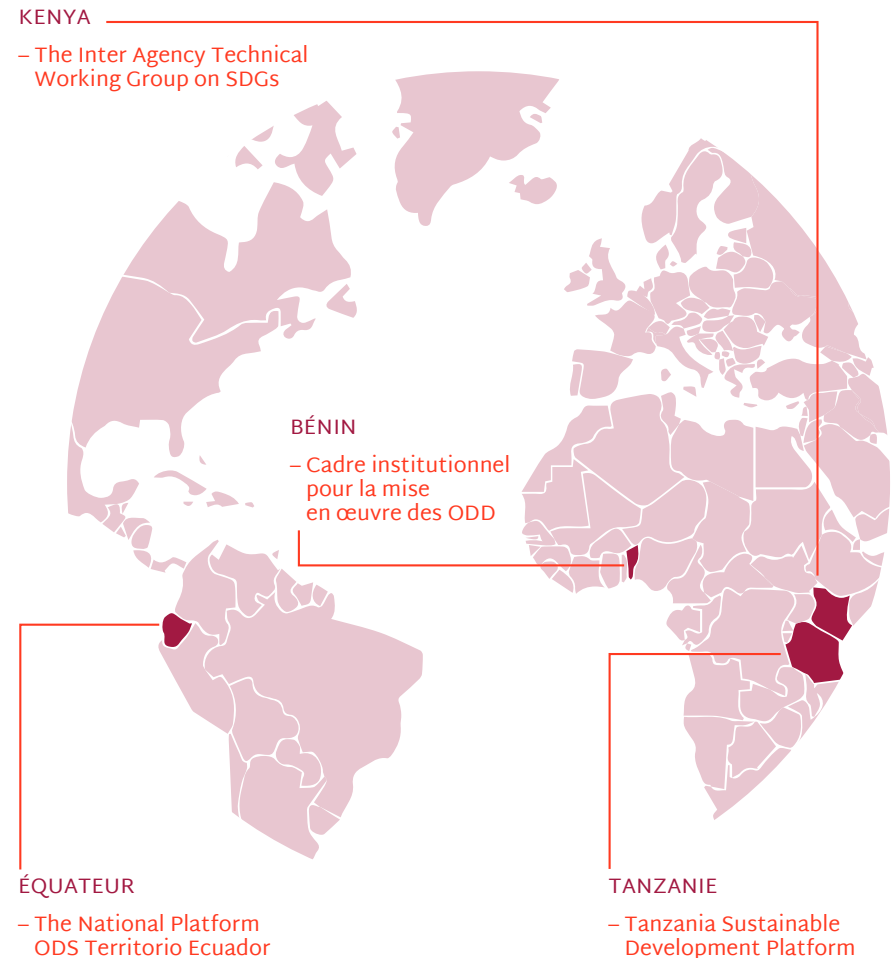 KENYA
– The Inter Agency Technical
Working Group on SDGs
BÉNIN
– Cadre institutionnel
pour la mise
en œuvre des ODD
ÉQUATEUR
– The National Platform
ODS Territorio Ecuador
TANZANIE
– Tanzania Sustainable
Development Platform